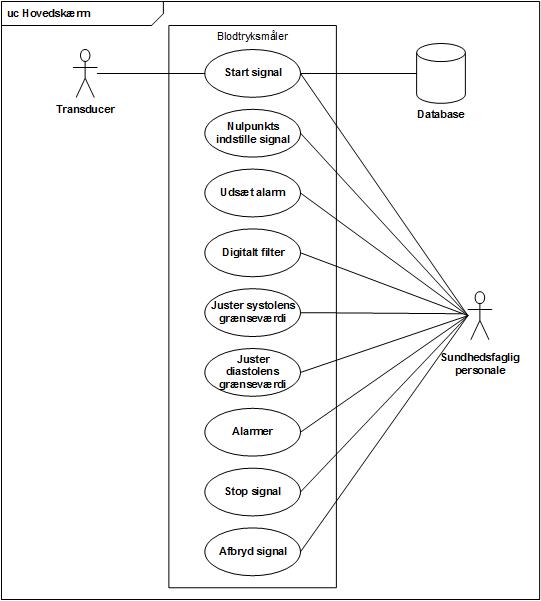 uc Hovedskærm
Blodtryksmåler
Start signal
Transducer
Database
Nulpunkts
indstille signal
Udsæt alarm
Digitalt filter
Juster systolens
grænseværdi
Juster
diastolens
grænseværdi
Sundhedsfaglig
personale
Alarmer
Stop signal
Afbryd signal